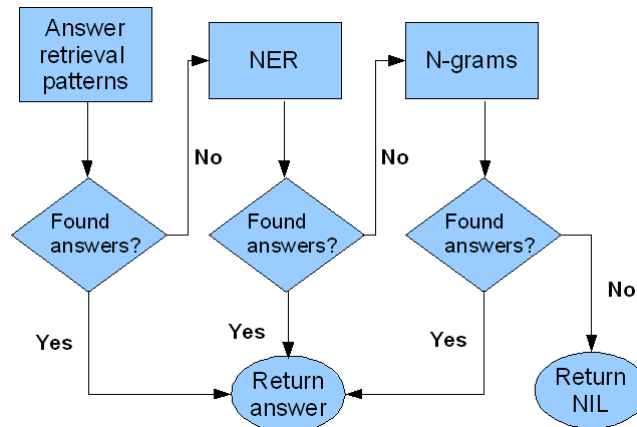 Answer
retrieval
patterns
NER
N-grams
No
No
Found
answers?
Found
answers?
Found
answers?
No
Yes
Yes
Yes
Return
answer
Return
NIL